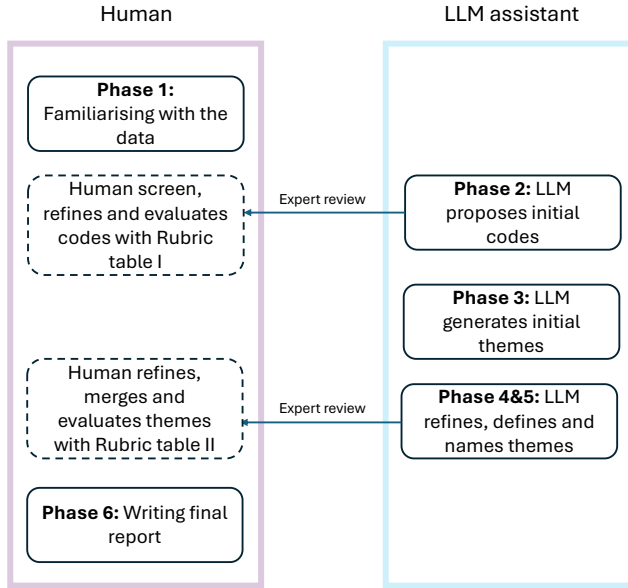 Human
LLM assistant
Phase 1:
Familiarising with the
data
Human screen,
refines and evaluates
codes with Rubric
table I
Expert review
Phase 2: LLM
proposes initial
codes
Phase 3: LLM
generates initial
themes
Human refines,
merges and
evaluates themes
with Rubric table II
Expert review
Phase 4&5: LLM
refines, defines and
names themes
Phase 6: Writing final
report